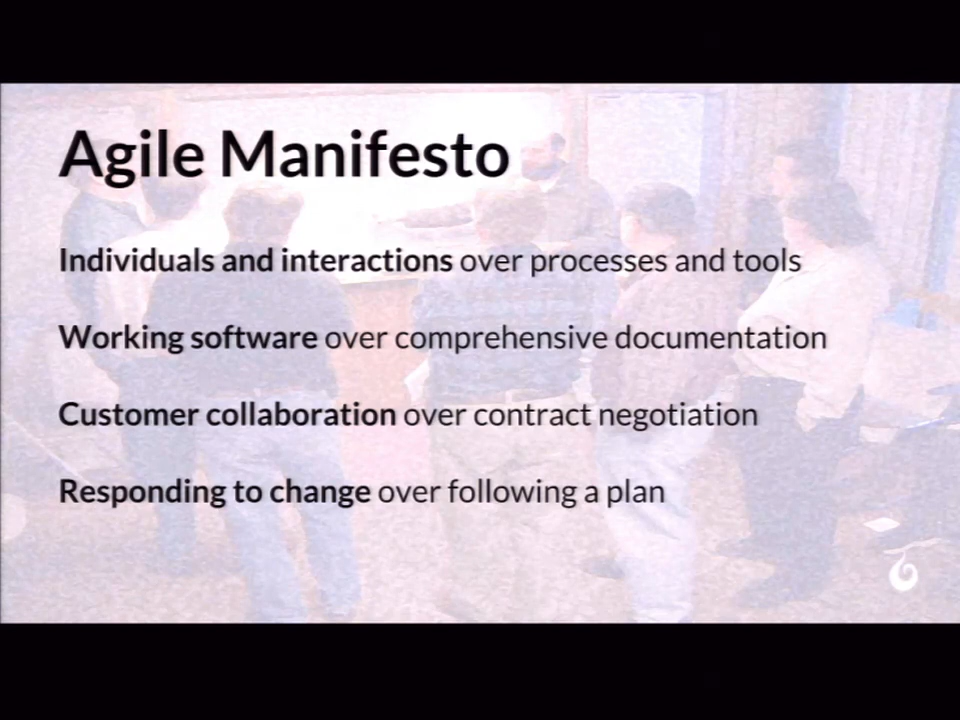 Agile Manifesto
Individuals and interactions over processes and tools
Working software over comprehensive documentation
Customer collaboration over contract negotiation
Responding to change over following a plan